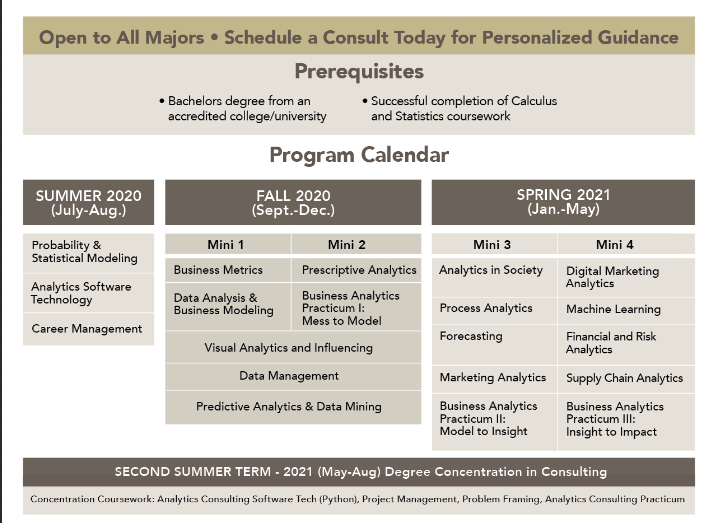 Open to All Majors • Schedule a Consult Today for Personalized Guidance
Prerequisites
• Bachelors degree from an
accredited college/university
• Successful completion of Calculus
and Statistics coursework
Program Calendar
SUMMER 2020
(July-Aug.)
Probability &
Statistical Modeling
Analytics Software
Technology
Career Management
FALL 2020
(Sept.-Dec.)
Mini 1
Mini 2
Business Metrics
Prescriptive Analytics
Data Analysis &
Business Modeling
Business Analytics
Practicum I:
Mess to Model
Visual Analytics and Influencing
Data Management
Predictive Analytics & Data Mining
SPRING 2021
(Jan.-May)
Mini 3
Mini 4
Analytics in Society
Digital Marketing
Analytics
Process Analytics
Machine Learning
Forecasting
Financial and Risk
Analytics
Marketing Analytics
Supply Chain Analytics
Business Analytics
Practicum II:
Model to Insight
Business Analytics
Practicum III:
Insight to Impact
SECOND SUMMER TERM - 2021 (May-Aug) Degree Concentration in Consulting
Concentration Coursework: Analytics Consulting Software Tech (Python), Project Management, Problem Framing, Analytics Consulting Practicum